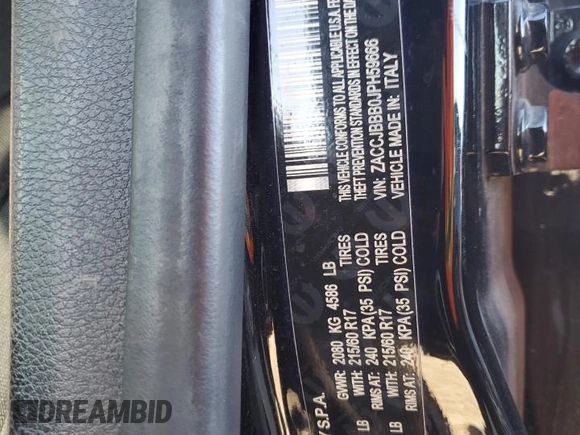 THIS VEHICLE CONFORMS TO ALL APPLICABLE U.S.A. FE
THEFT PREVENTION STANDARDS IN EFFECT ON THE DA
VIN: ZACCJBBB0JPH59666
VEHICLE MADE IN: ITALY
S.P.A.
GVWR: 2080 KG 4586 LB
LB WITH: 215/60 R17 TIRES
RIMS AT: 240 KPA(35 PSI) COLD
LB WITH: 215/60 R17 TIRES
RIMS AT: 240 KPA(35 PSI) COLD
DREAMBID